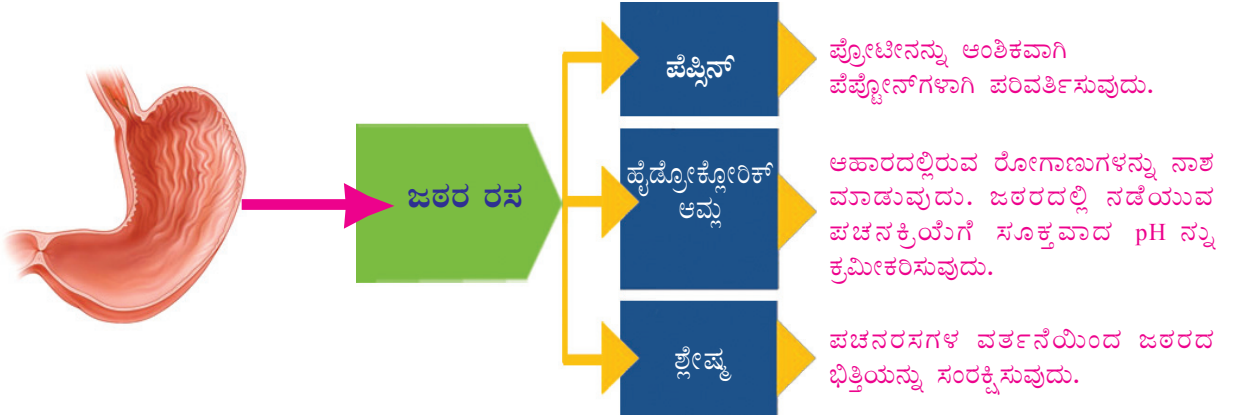 ಜಠರ ರಸ
ಪೆಪ್ಸಿನ್
ಪ್ರೋಟೀನನ್ನು ಆಂಶಿಕವಾಗಿ
ಪೆಪ್ಟೋನ್‌ಗಳಾಗಿ ಪರಿವರ್ತಿಸುವುದು.
ಹೈಡ್ರೋಕ್ಲೋರಿಕ್
ಆಮ್ಲ
ಆಹಾರದಲ್ಲಿರುವ ರೋಗಾಣುಗಳನ್ನು ನಾಶ
ಮಾಡುವುದು. ಜಠರದಲ್ಲಿ ನಡೆಯುವ
ಪಚನಕ್ರಿಯೆಗೆ ಸೂಕ್ತವಾದ pH ನ್ನು
ಕ್ರಮೀಕರಿಸುವುದು.
ಶ್ಲೇಷ್ಮ
ಪಚನರಸಗಳ ವರ್ತನೆಯಿಂದ ಜಠರದ
ಭಿತ್ತಿಯನ್ನು ಸಂರಕ್ಷಿಸುವುದು.